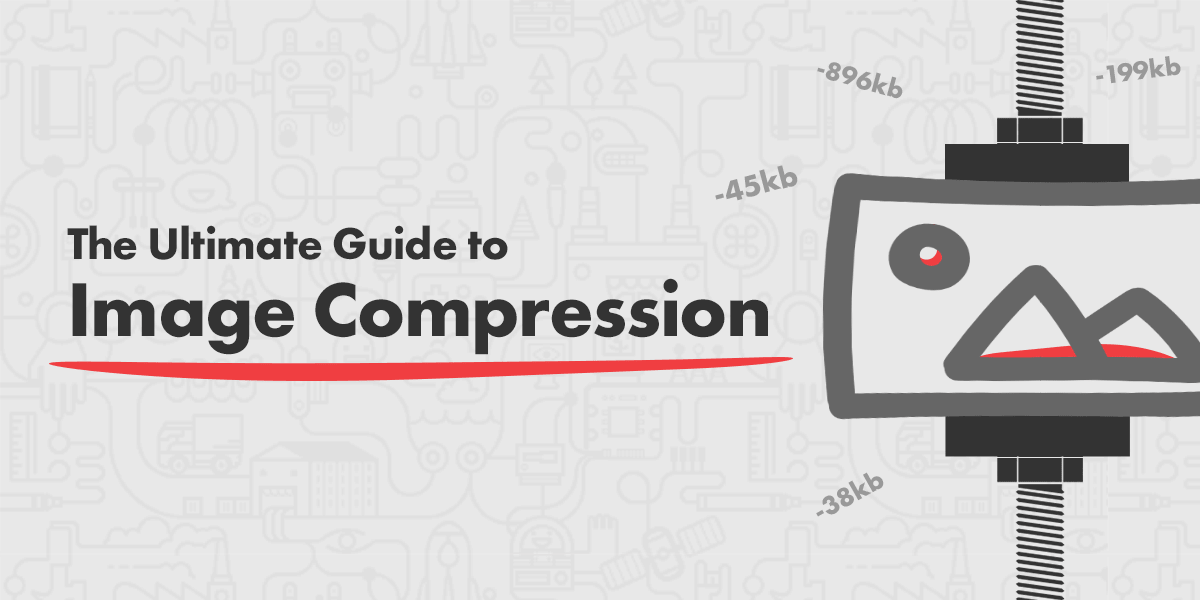 The Ultimate Guide to
Image Compression
-896kb
-199kb
-45kb
-38kb